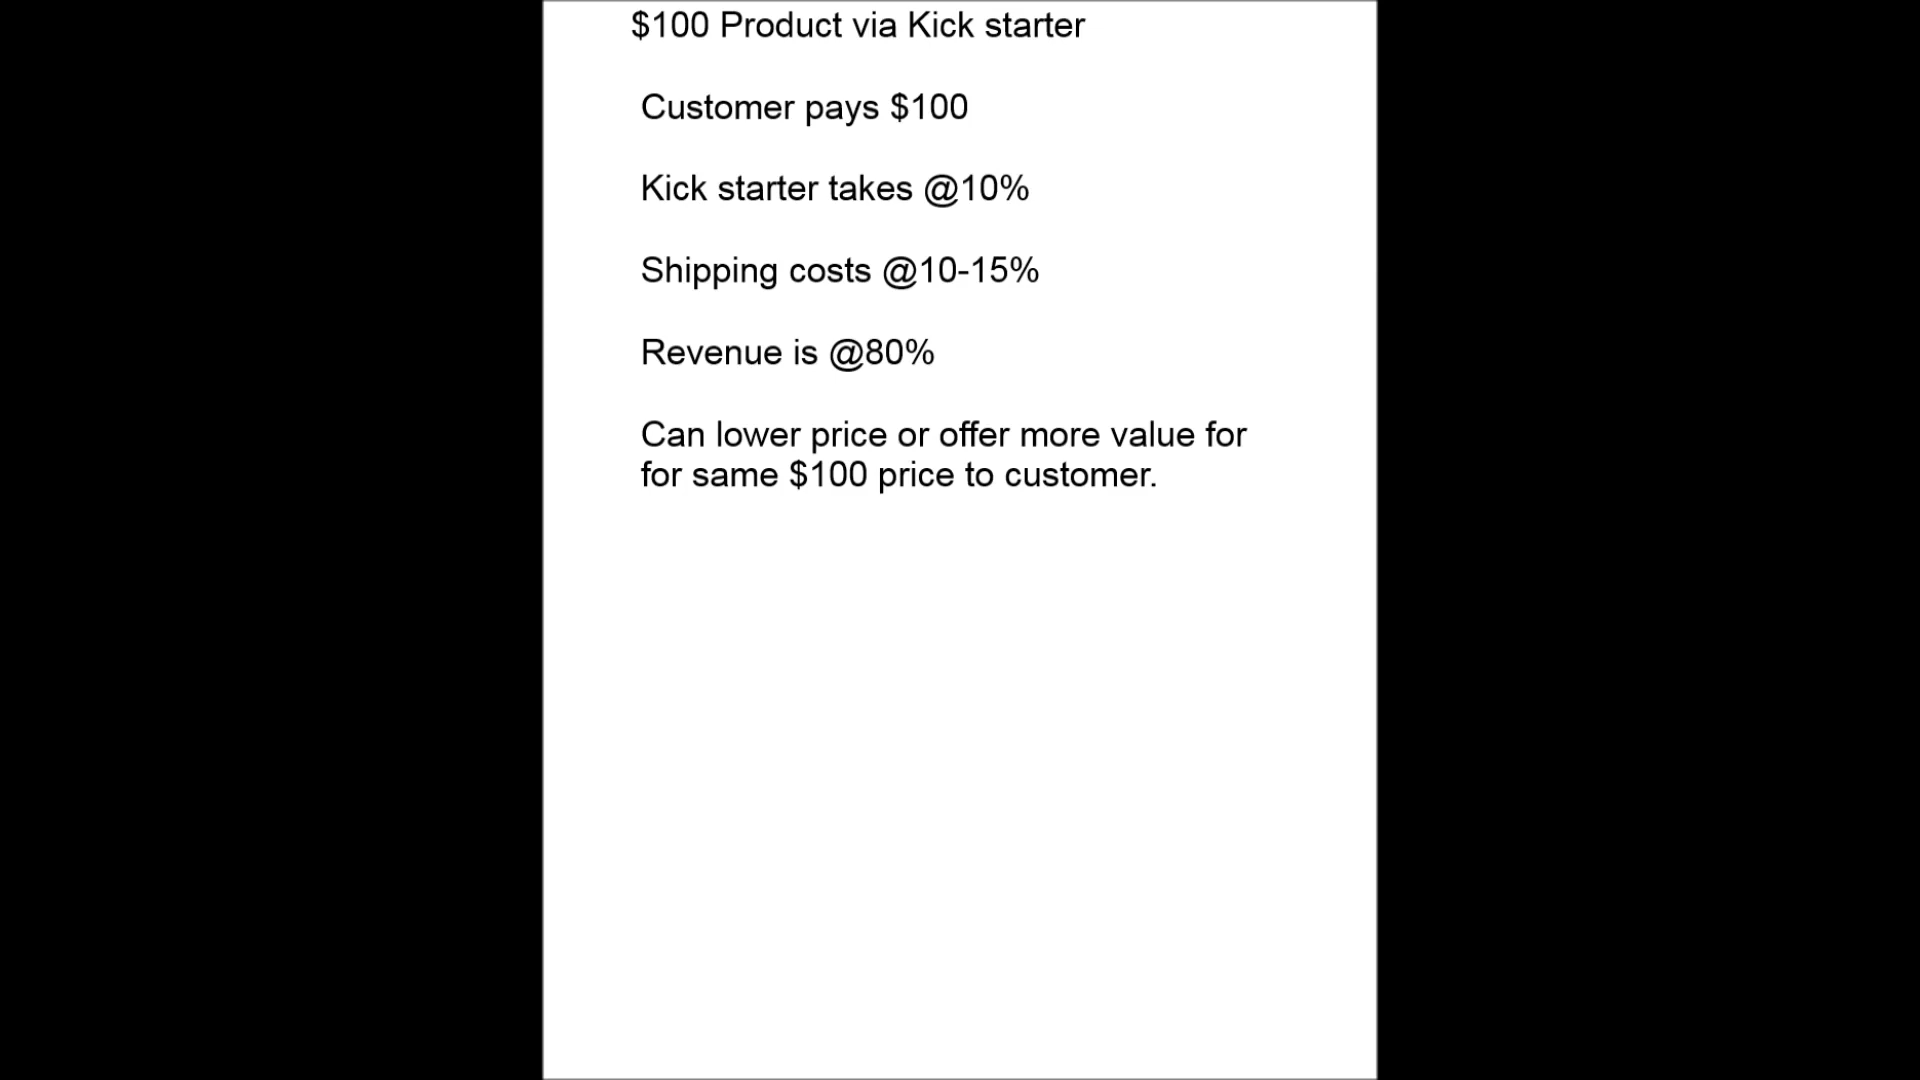 $100 Product via Kick starter
Customer pays $100
Kick starter takes @10%
Shipping costs @10-15%
Revenue is @80%
Can lower price or offer more value for
for same $100 price to customer.